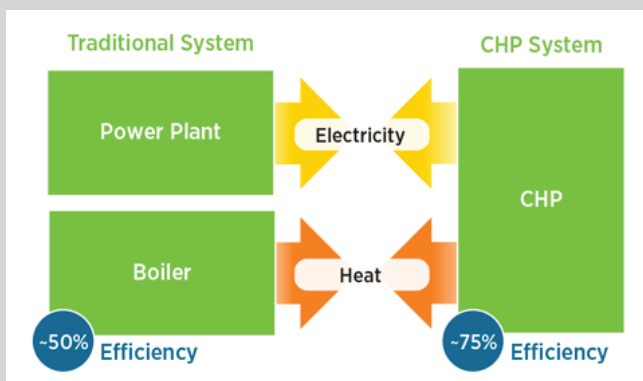 Traditional System
CHP System
Power Plant
Electricity
CHP
Boiler
Heat
~50% Efficiency
~75% Efficiency